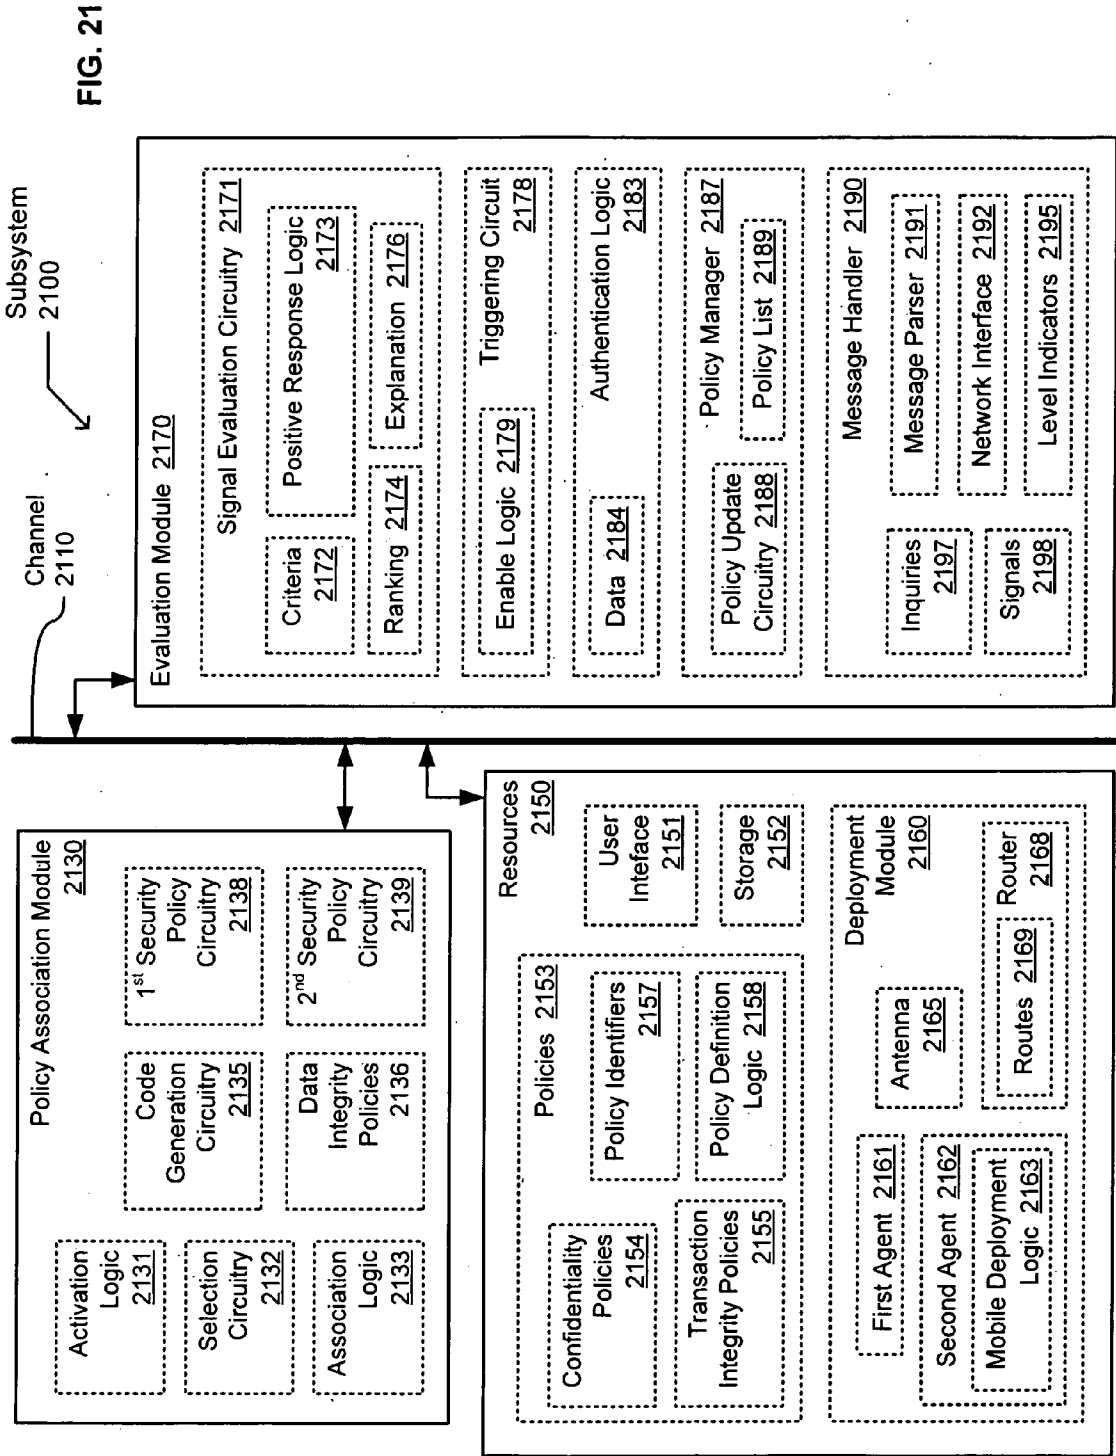 Subsystem
2100
FIG. 21
Channel
2110
Policy Association Module
2130
Activation
Logic
2131
Code
Generation
Circuitry
2135
1st Security
Policy
Circuitry
2138
Selection
Circuitry
2132
Association
Logic
2133
Data
Integrity
Policies
2136
2nd Security
Policy
Circuitry
2139
Resources
2150
Policies 2153
Confidentiality
Policies
2154
Policy Identifiers
2157
Transaction
Integrity Policies
2155
Policy Definition
Logic 2158
User
Inteface
2151
Storage
2152
Deployment
Module
2160
First Agent 2161
Second Agent 2162
Mobile Deployment
Logic 2163
Antenna
2165
Router
2168
Routes 2169
Evaluation Module 2170
Signal Evaluation Circuitry 2171
Criteria
2172
Positive Response Logic
2173
Ranking 2174
Explanation 2176
Triggering Circuit
2178
Enable Logic 2179
Authentication Logic
2183
Data 2184
Policy Manager
2187
Policy Update
Circuitry 2188
Policy List 2189
Message Handler
2190
Inquiries
2197
Message Parser 2191
Network Interface 2192
Signals
2198
Level Indicators 2195